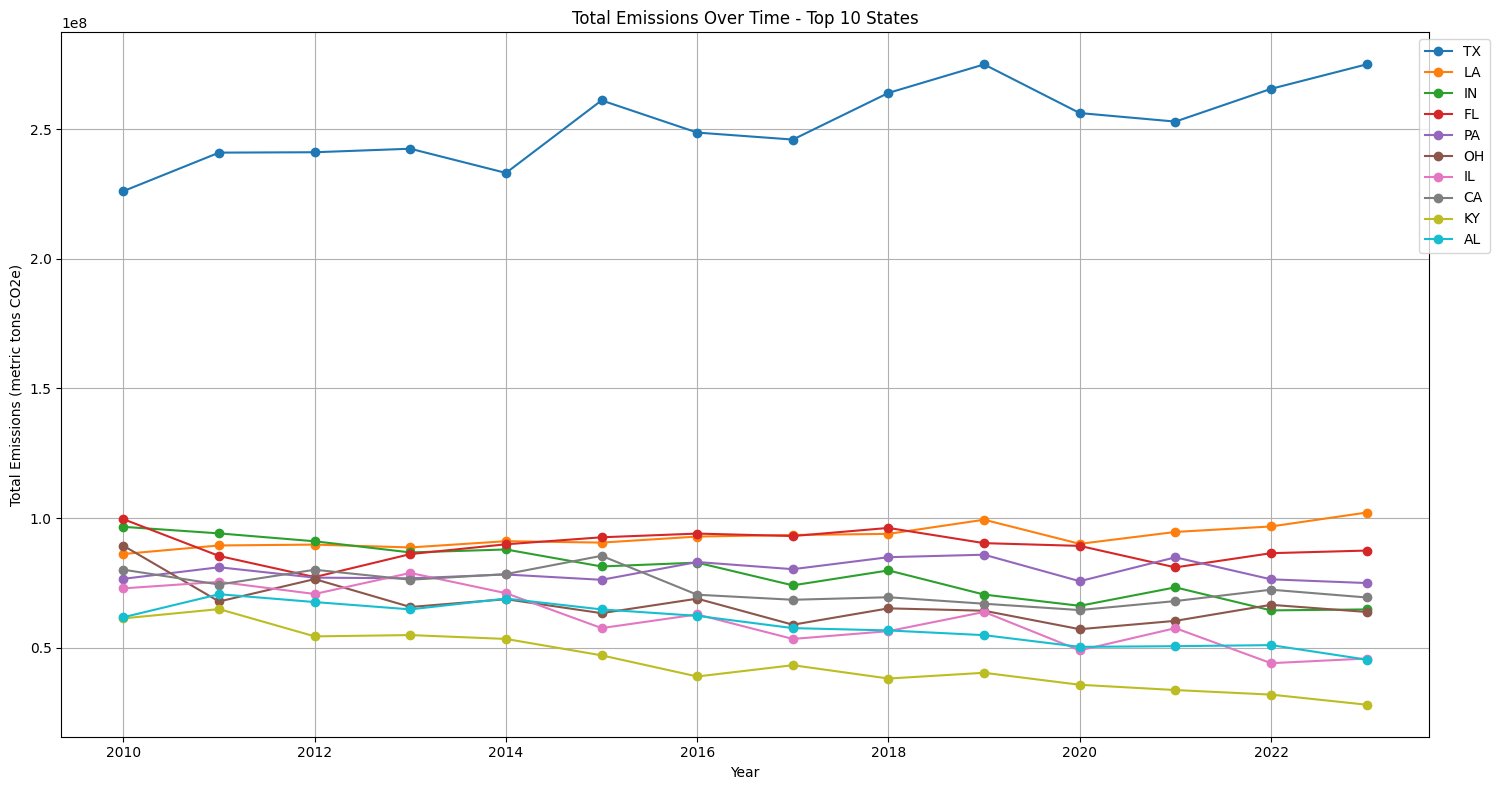 Total Emissions Over Time - Top 10 States
1e8
2.5
2.0
1.5
1.0
0.5
Total Emissions (metric tons CO2e)
2010 2012 2014 2016 2018 2020 2022
Year
TX
LA
IN
FL
PA
OH
IL
CA
KY
AL